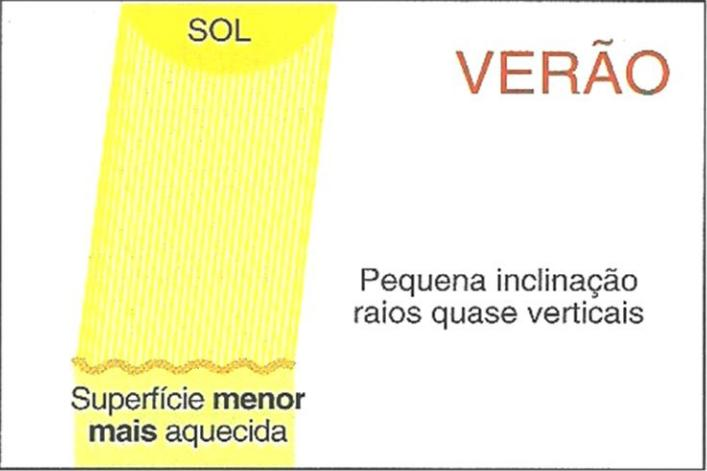 SOL
VERÃO
Pequena inclinação
raios quase verticais
Superfície menor
mais aquecida